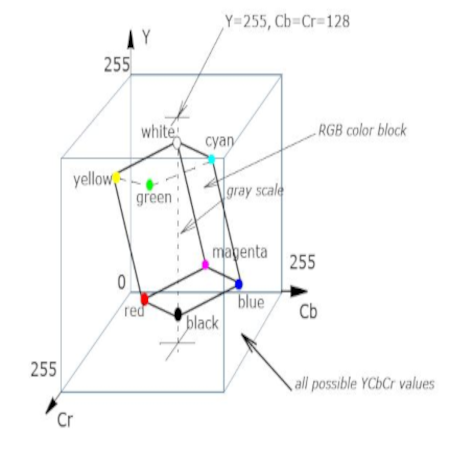 Y=255, Cb=Cr=128
Y
255
white
cyan
RGB color block
yellow
green
gray scale
magenta
255
0
red
blue
black
Cb
255
all possible YCbCr values
Cr